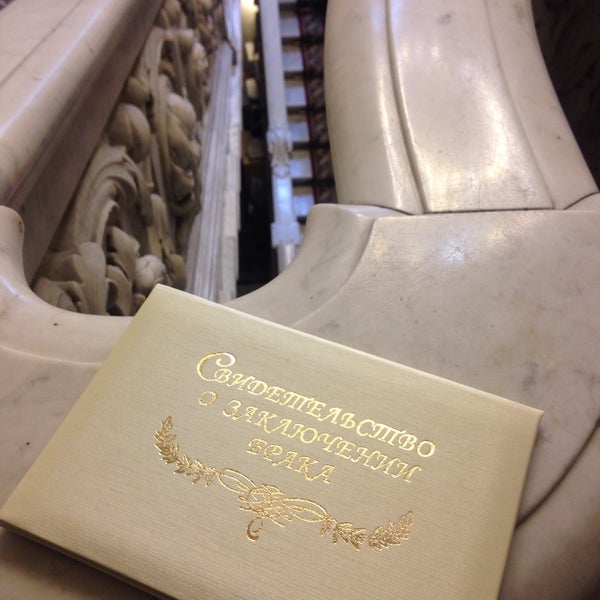 Свидетельство
о заключении
брака